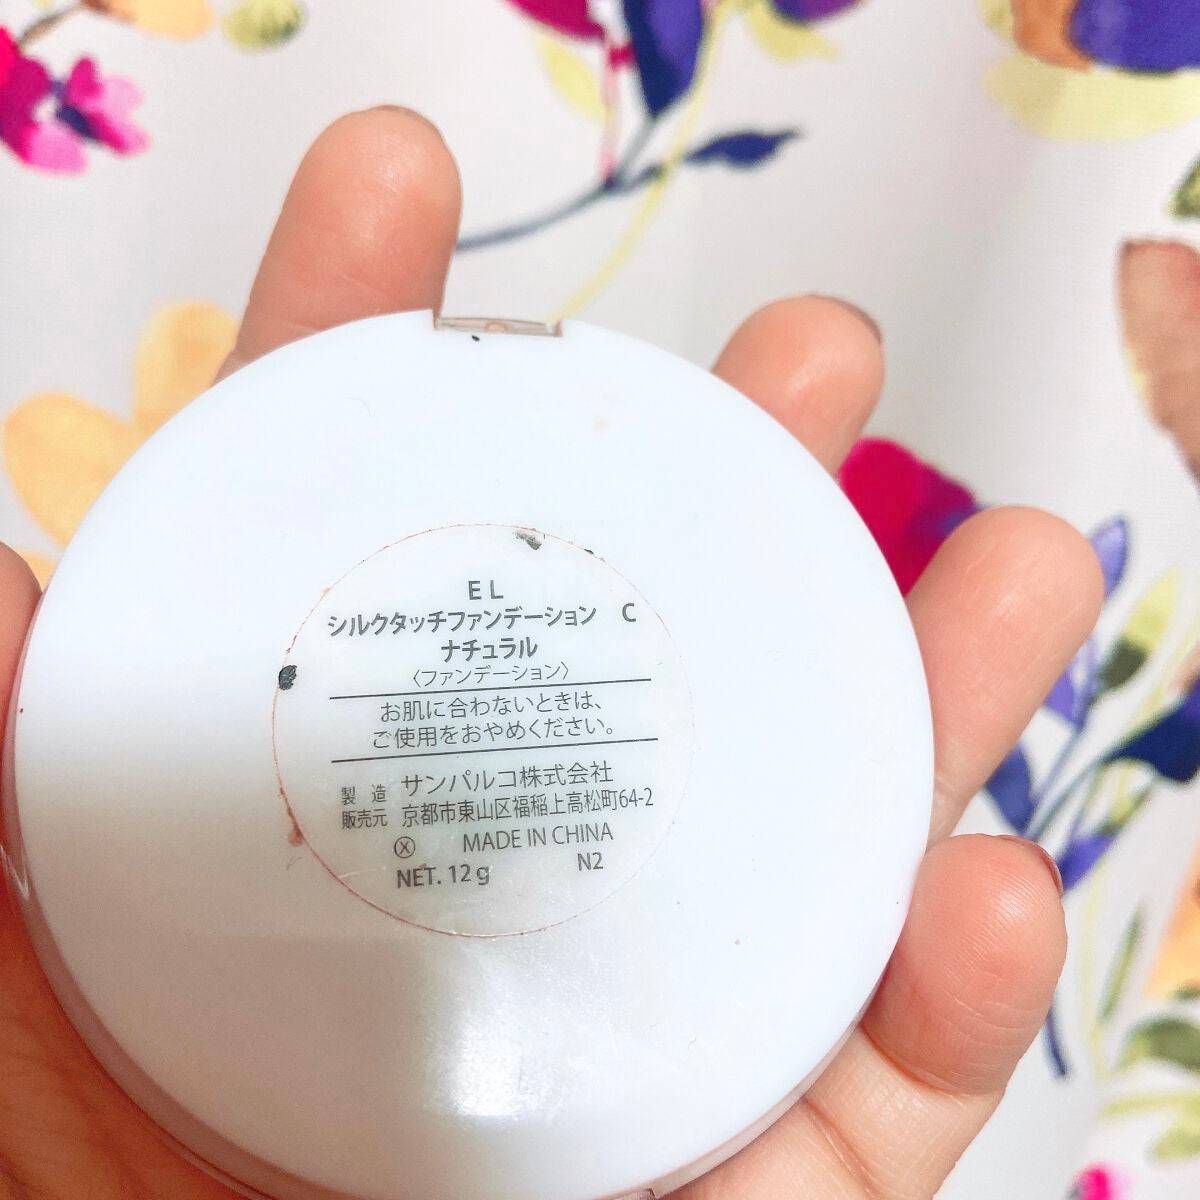 EL
シルクタッチファンデーション C
ナチュラル
〈ファンデーション〉
お肌に合わないときは、
ご使用をおやめください。
製造 サンパルコ株式会社
販売元 京都市東山区福稲上高松町64-2
Ⓧ MADE IN CHINA
NET. 12g N2